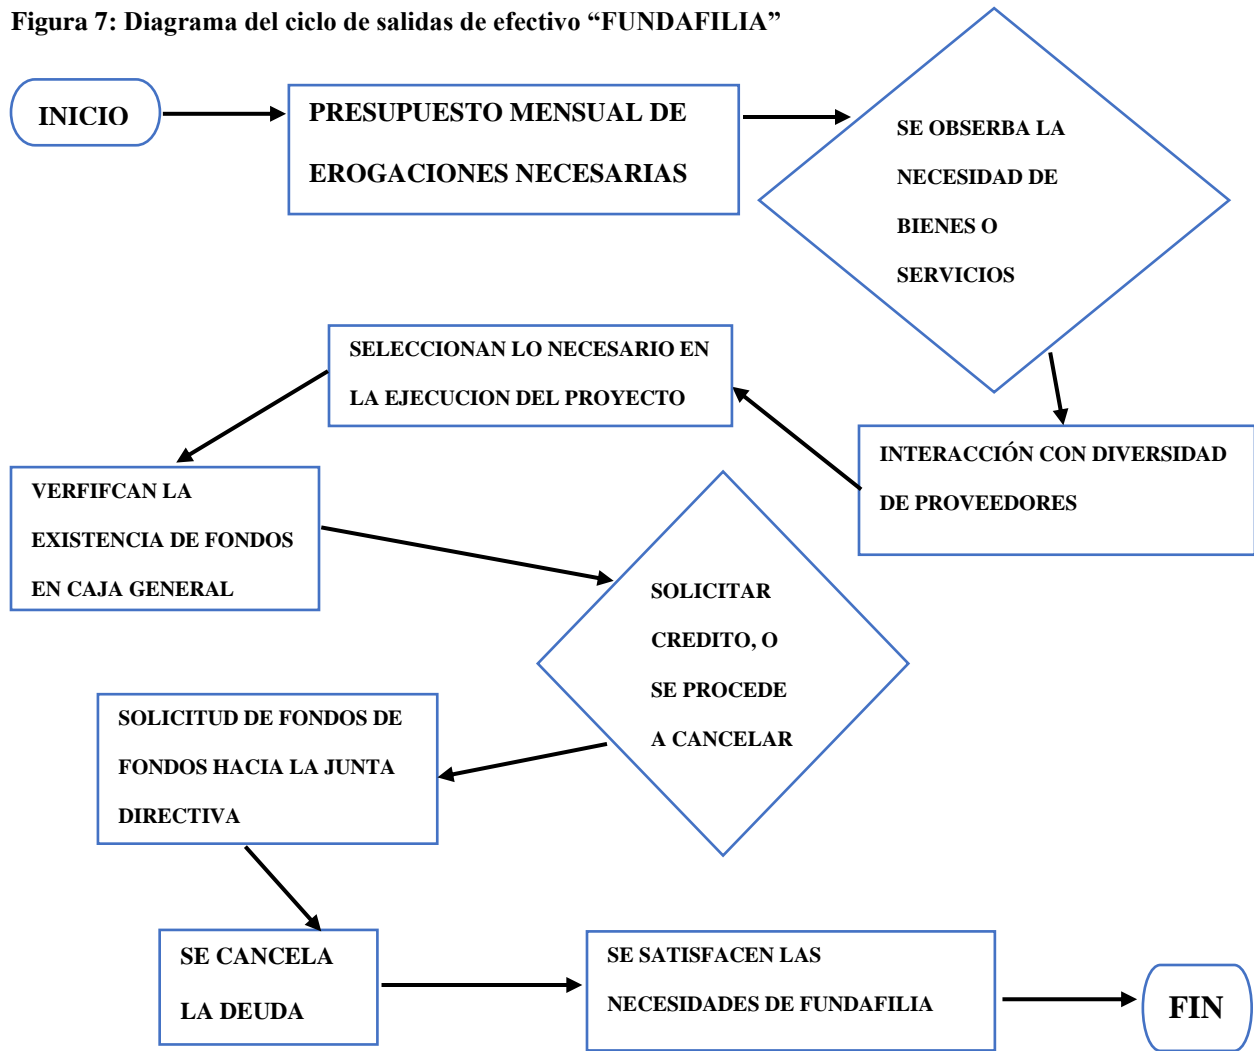 Figura 7: Diagrama del ciclo de salidas de efectivo “FUNDAFILIA”
INICIO
PRESUPUESTO MENSUAL DE
EROGACIONES NECESARIAS
SE OBSERBA LA
NECESIDAD DE
BIENES O
SERVICIOS
INTERACCIÓN CON DIVERSIDAD
DE PROVEEDORES
SELECCIONAN LO NECESARIO EN
LA EJECUCION DEL PROYECTO
VERFIFCAN LA
EXISTENCIA DE FONDOS
EN CAJA GENERAL
SOLICITAR
CREDITO, O
SE PROCEDE
A CANCELAR
SOLICITUD DE FONDOS DE
FONDOS HACIA LA JUNTA
DIRECTIVA
SE CANCELA
LA DEUDA
SE SATISFACEN LAS
NECESIDADES DE FUNDAFILIA
FIN